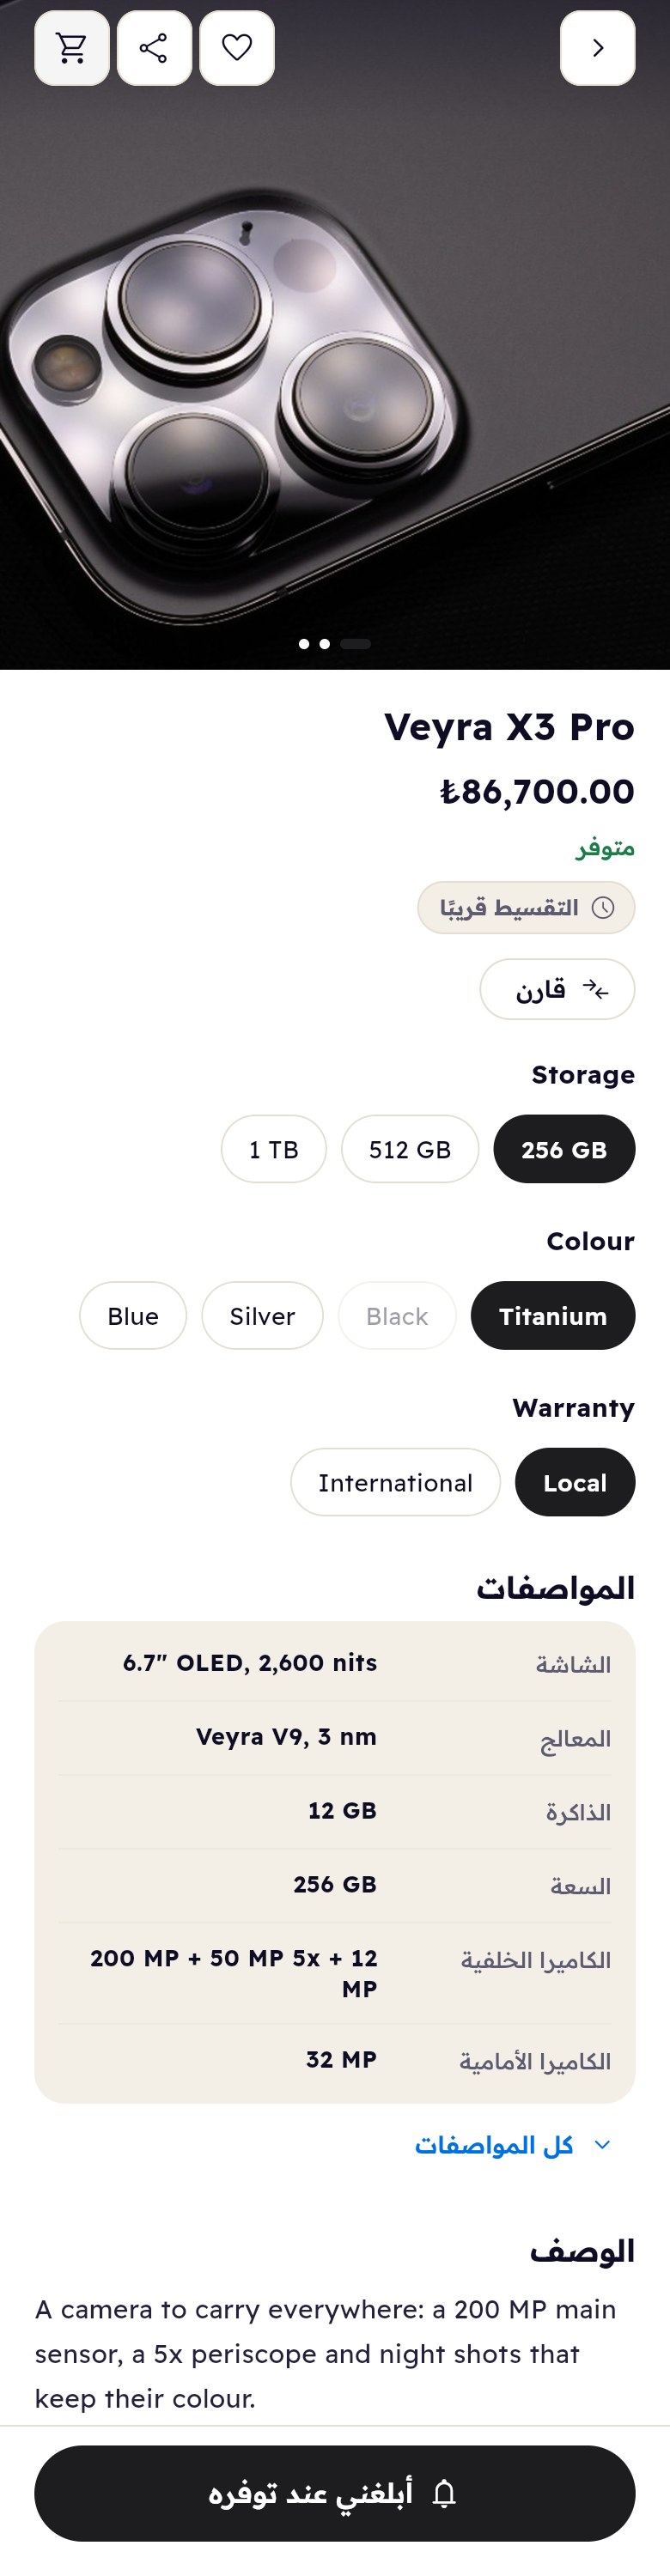 Veyra X3 Pro
₺86,700.00
متوفر
التقسيط قريبًا
قارن
Storage
256 GB
512 GB
1 TB
Colour
Titanium
Black
Silver
Blue
Warranty
Local
International
المواصفات
الشاشة
6.7" OLED, 2,600 nits
المعالج
Veyra V9, 3 nm
الذاكرة
12 GB
السعة
256 GB
الكاميرا الخلفية
200 MP + 50 MP 5x + 12
MP
الكاميرا الأمامية
32 MP
كل المواصفات
الوصف
A camera to carry everywhere: a 200 MP main
sensor, a 5x periscope and night shots that
keep their colour.
أبلغني عند توفره